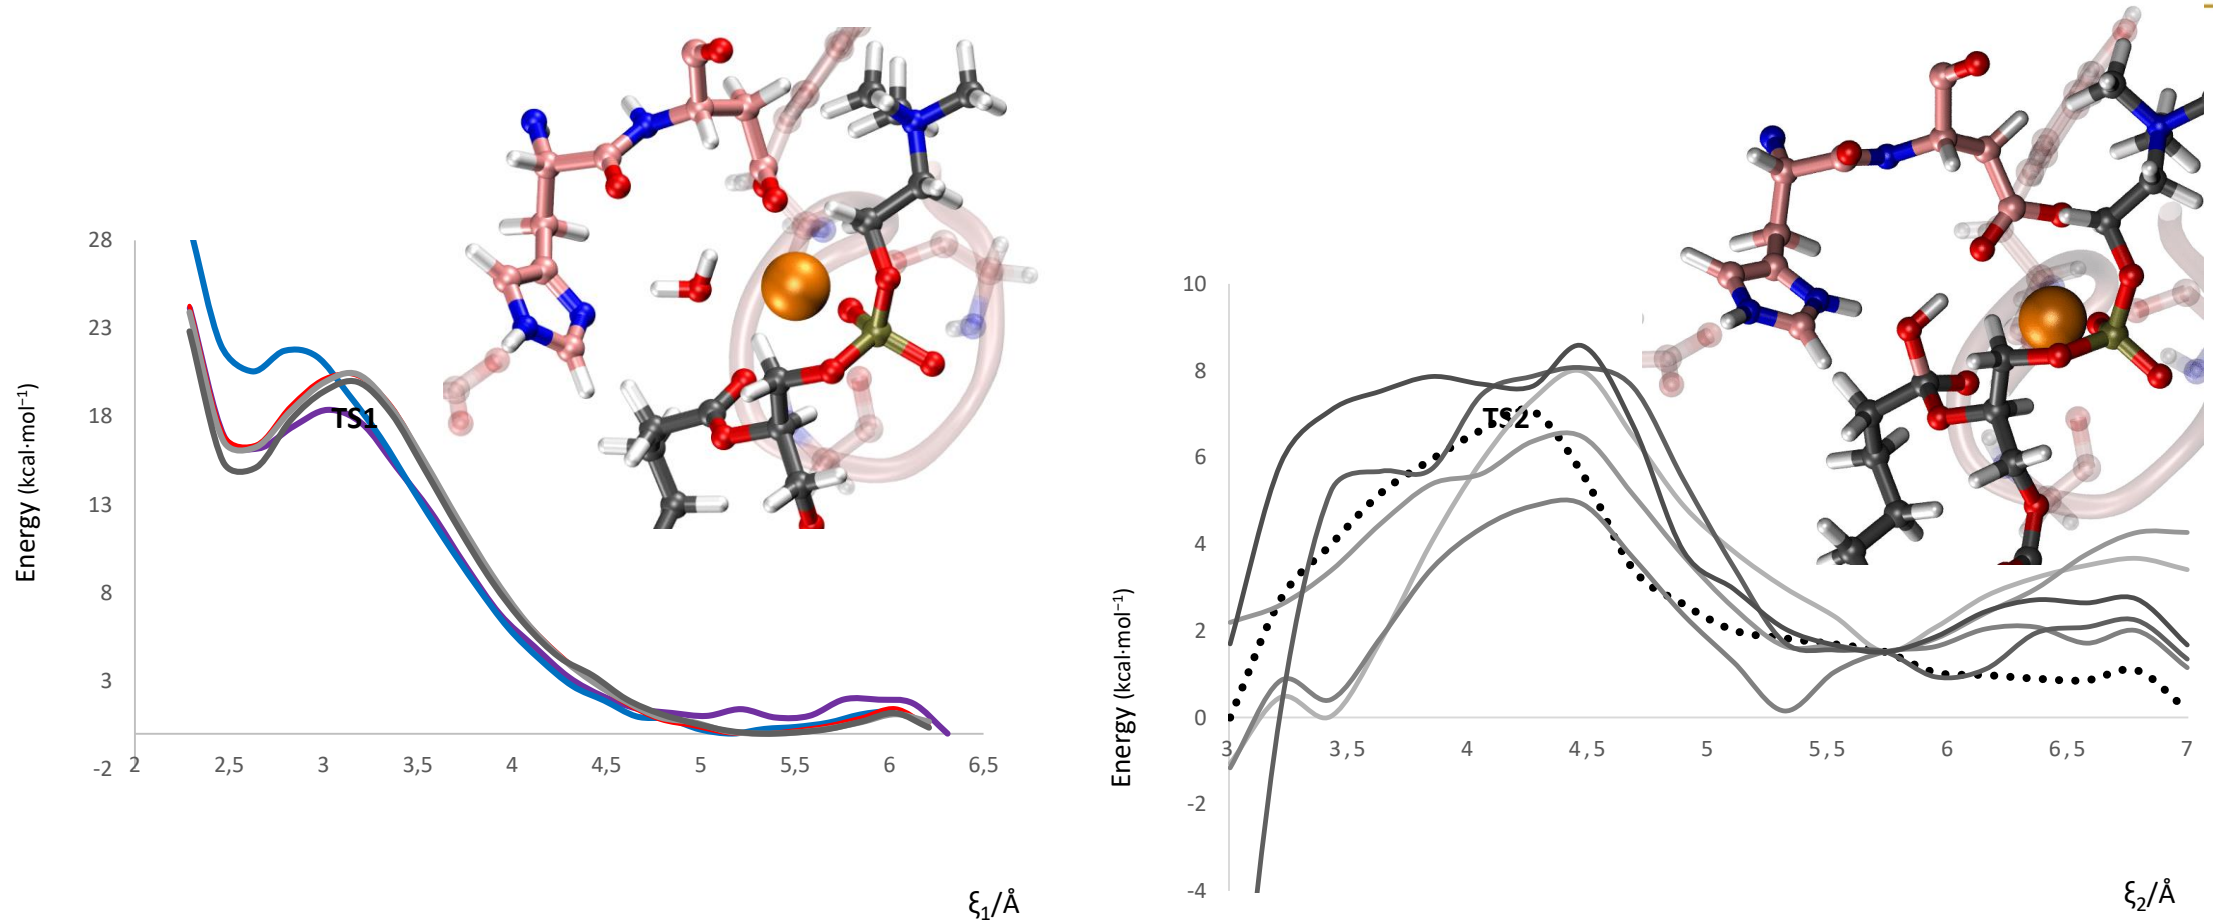 28
23
18
13
8
3
-2
Energy (kcal·mol⁻¹)
TS1
2 2,5 3 3,5 4 4,5 5 5,5 6 6,5
ξ₁/Å
10
8
6
4
2
0
-2
-4
Energy (kcal·mol⁻¹)
TS2
3 3,5 4 4,5 5 5,5 6 6,5 7
ξ₂/Å